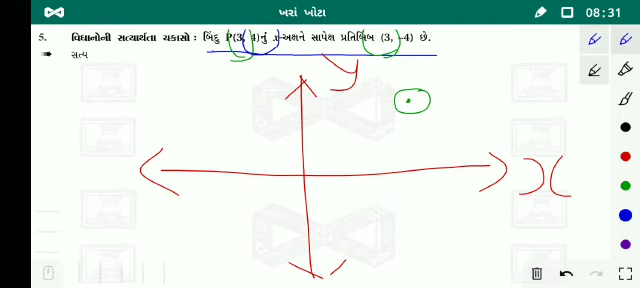 ખરાં ખોટા
08:31
5. વિધાનોની સત્યાર્થતા ચકાસો : બિંદુ P(3, 4)નું x-અક્ષને સાપેક્ષ પ્રતિબિંબ (3, -4) છે.
સત્ય
y
x